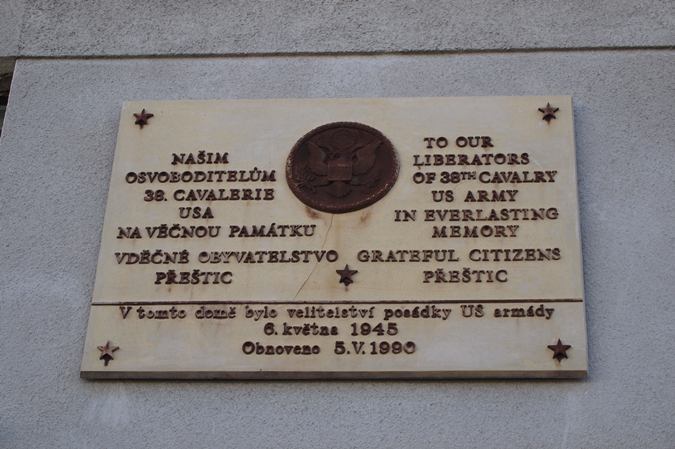 NAŠIM
OSVOBODITELŮM
38. CAVALERIE
USA
NA VĚČNOU PAMÁTKU
VDĚČNÉ OBYVATELSTVO
PŘEŠTIC
TO OUR
LIBERATORS
OF 38TH CAVALRY
US ARMY
IN EVERLASTING
MEMORY
GRATEFUL CITIZENS
PŘEŠTIC
V tomto domě bylo velitelství posádky US armády
6. května 1945
Obnoveno 5.V.1990